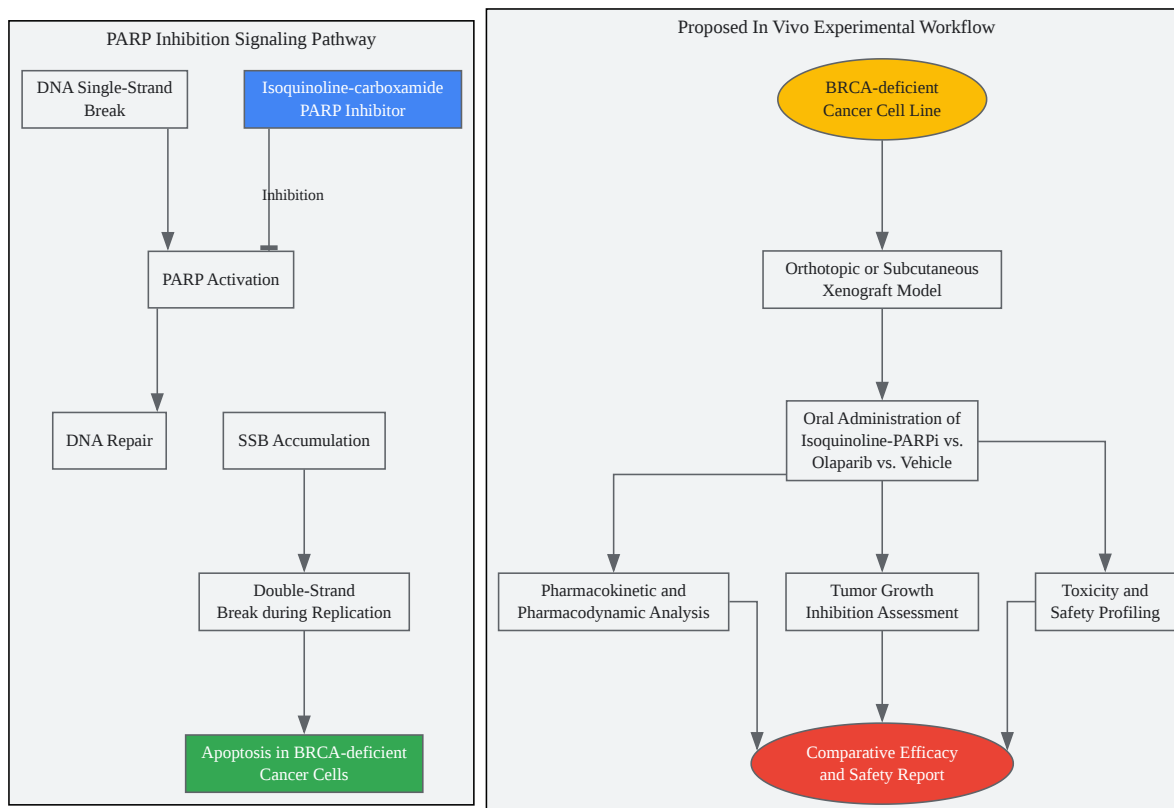 PARP Inhibition Signaling Pathway
DNA Single-Strand
Break
Isoquinoline-carboxamide
PARP Inhibitor
Inhibition
PARP Activation
DNA Repair
SSB Accumulation
Double-Strand
Break during Replication
Apoptosis in BRCA-deficient
Cancer Cells
Proposed In Vivo Experimental Workflow
BRCA-deficient
Cancer Cell Line
Orthotopic or Subcutaneous
Xenograft Model
Oral Administration of
Isoquinoline-PARPi vs.
Olaparib vs. Vehicle
Pharmacokinetic and
Pharmacodynamic Analysis
Tumor Growth
Inhibition Assessment
Toxicity and
Safety Profiling
Comparative Efficacy
and Safety Report